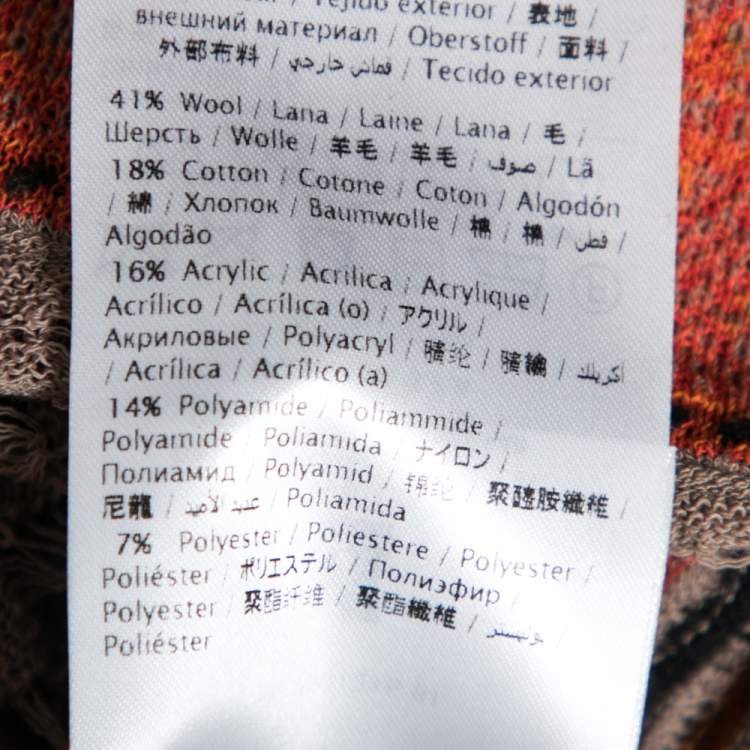 Tejido exterior / 表地 /
внешний материал / Oberstoff / 面料 /
外部布料 / قماش خارجي / Tecido exterior
41% Wool / Lana / Laine / Lana / 毛 /
Шерсть / Wolle / 羊毛 / 羊毛 / صوف / Lã
18% Cotton / Cotone / Coton / Algodón
/ 綿 / Хлопок / Baumwolle / 棉 / 棉 / قطن /
Algodão
16% Acrylic / Acrilica / Acrylique /
Acrílico / Acrílica (o) / アクリル /
Акриловые / Polyacryl / 腈纶 / 腈綸 / أكريلك
/ Acrílica / Acrílico (a)
14% Polyamide / Poliammide /
Polyamide / Poliamida / ナイロン /
Полиамид / Polyamid / 锦纶 / 聚醯胺纖維 /
尼龍 / عديد الأميد / Poliamida
7% Polyester / Poliestere / Polyester /
Poliéster / ポリエステル / Полиэфир /
Polyester / 聚酯纤维 / 聚酯纖維 / بوليستر /
Poliéster